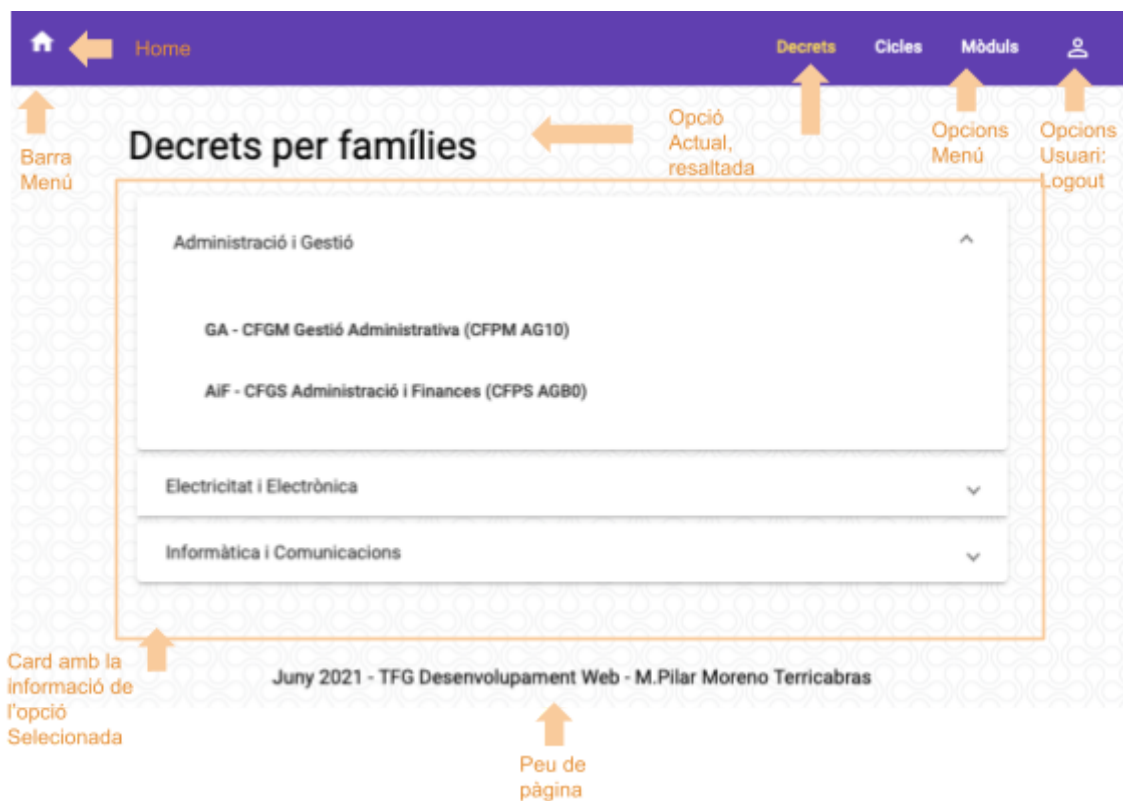 Home
Decrets
Cicles
Mòduls
Barra
Menú
Decrets per famílies
Opció
Actual,
resaltada
Opcions
Menú
Opcions
Usuari:
Logout
Administració i Gestió
GA - CFGM Gestió Administrativa (CFPM AG10)
AiF - CFGS Administració i Finances (CFPS AGB0)
Electricitat i Electrònica
Informàtica i Comunicacions
Card amb la
informació de
l'opció
Selecionada
Juny 2021 - TFG Desenvolupament Web - M.Pilar Moreno Terricabras
Peu de
pàgina